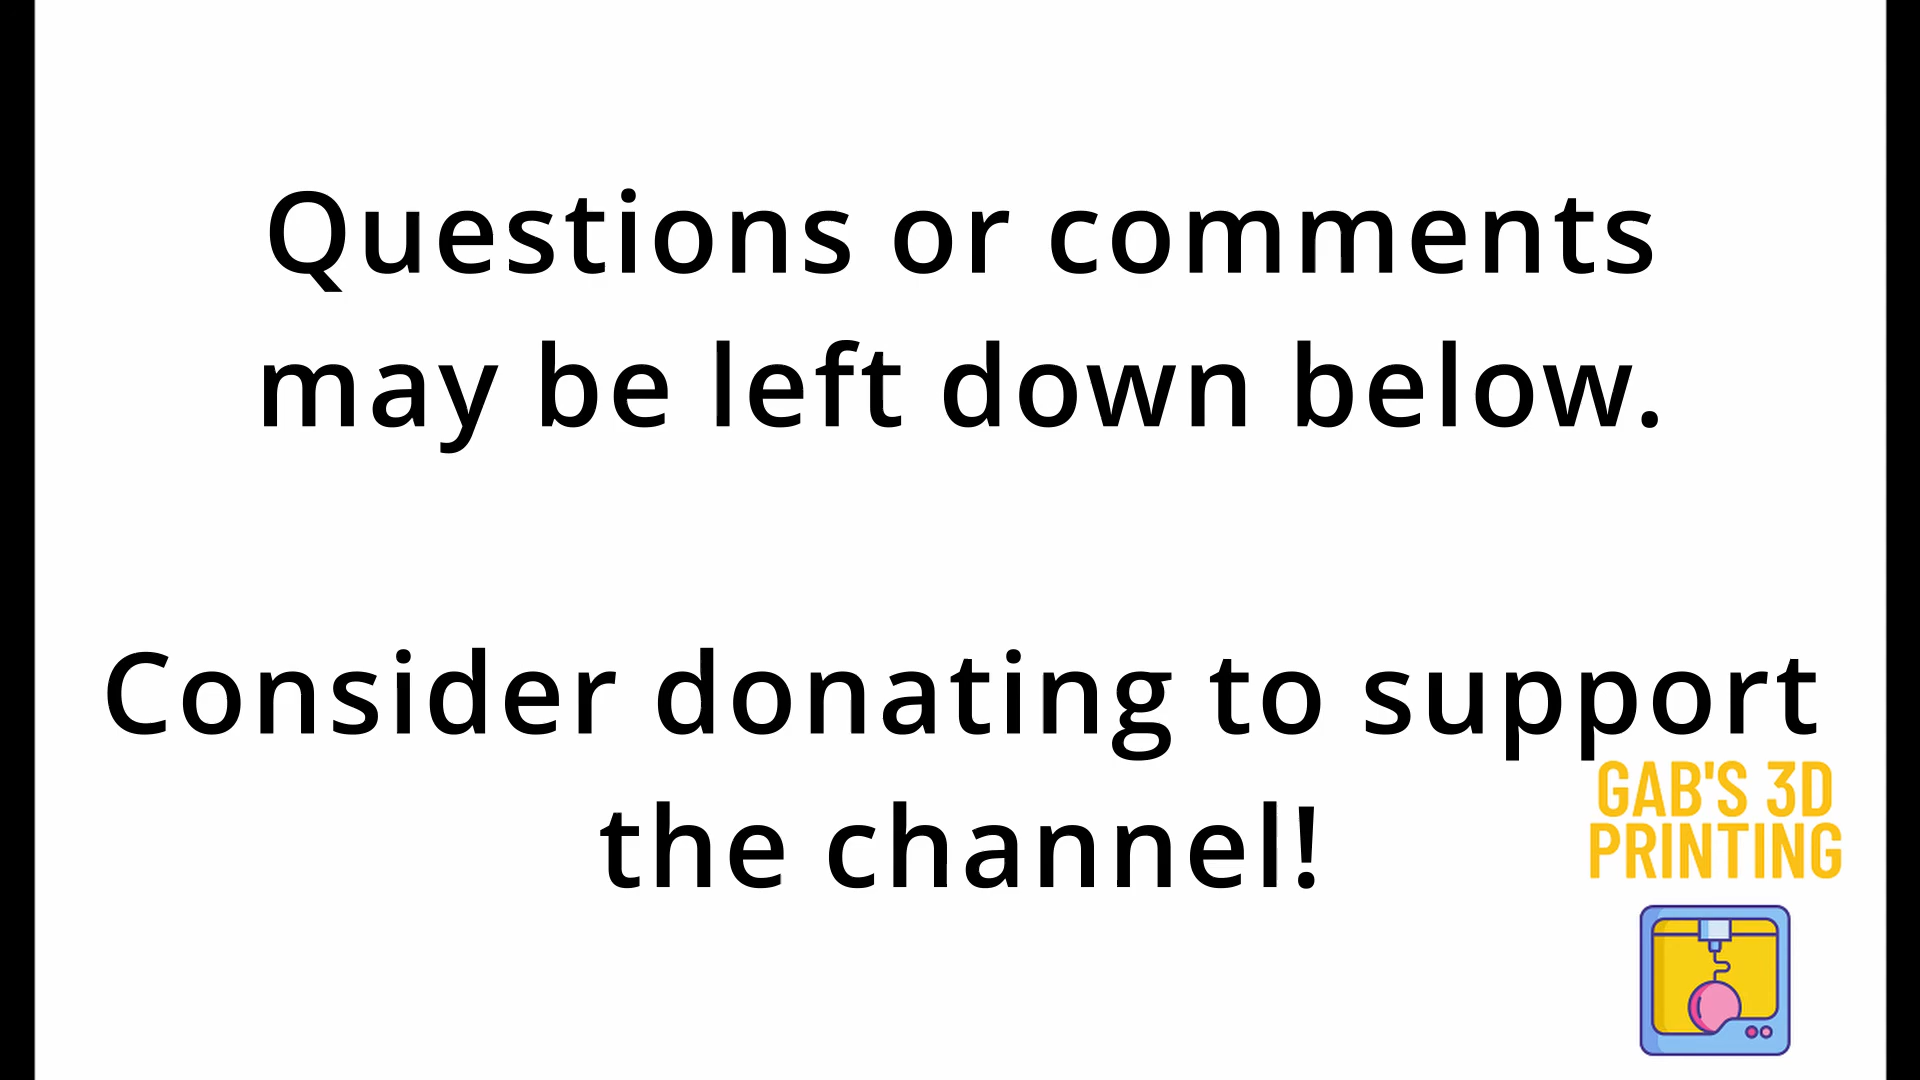 Questions or comments
may be left down below.
Consider donating to support
the channel!
GAB'S 3D
PRINTING